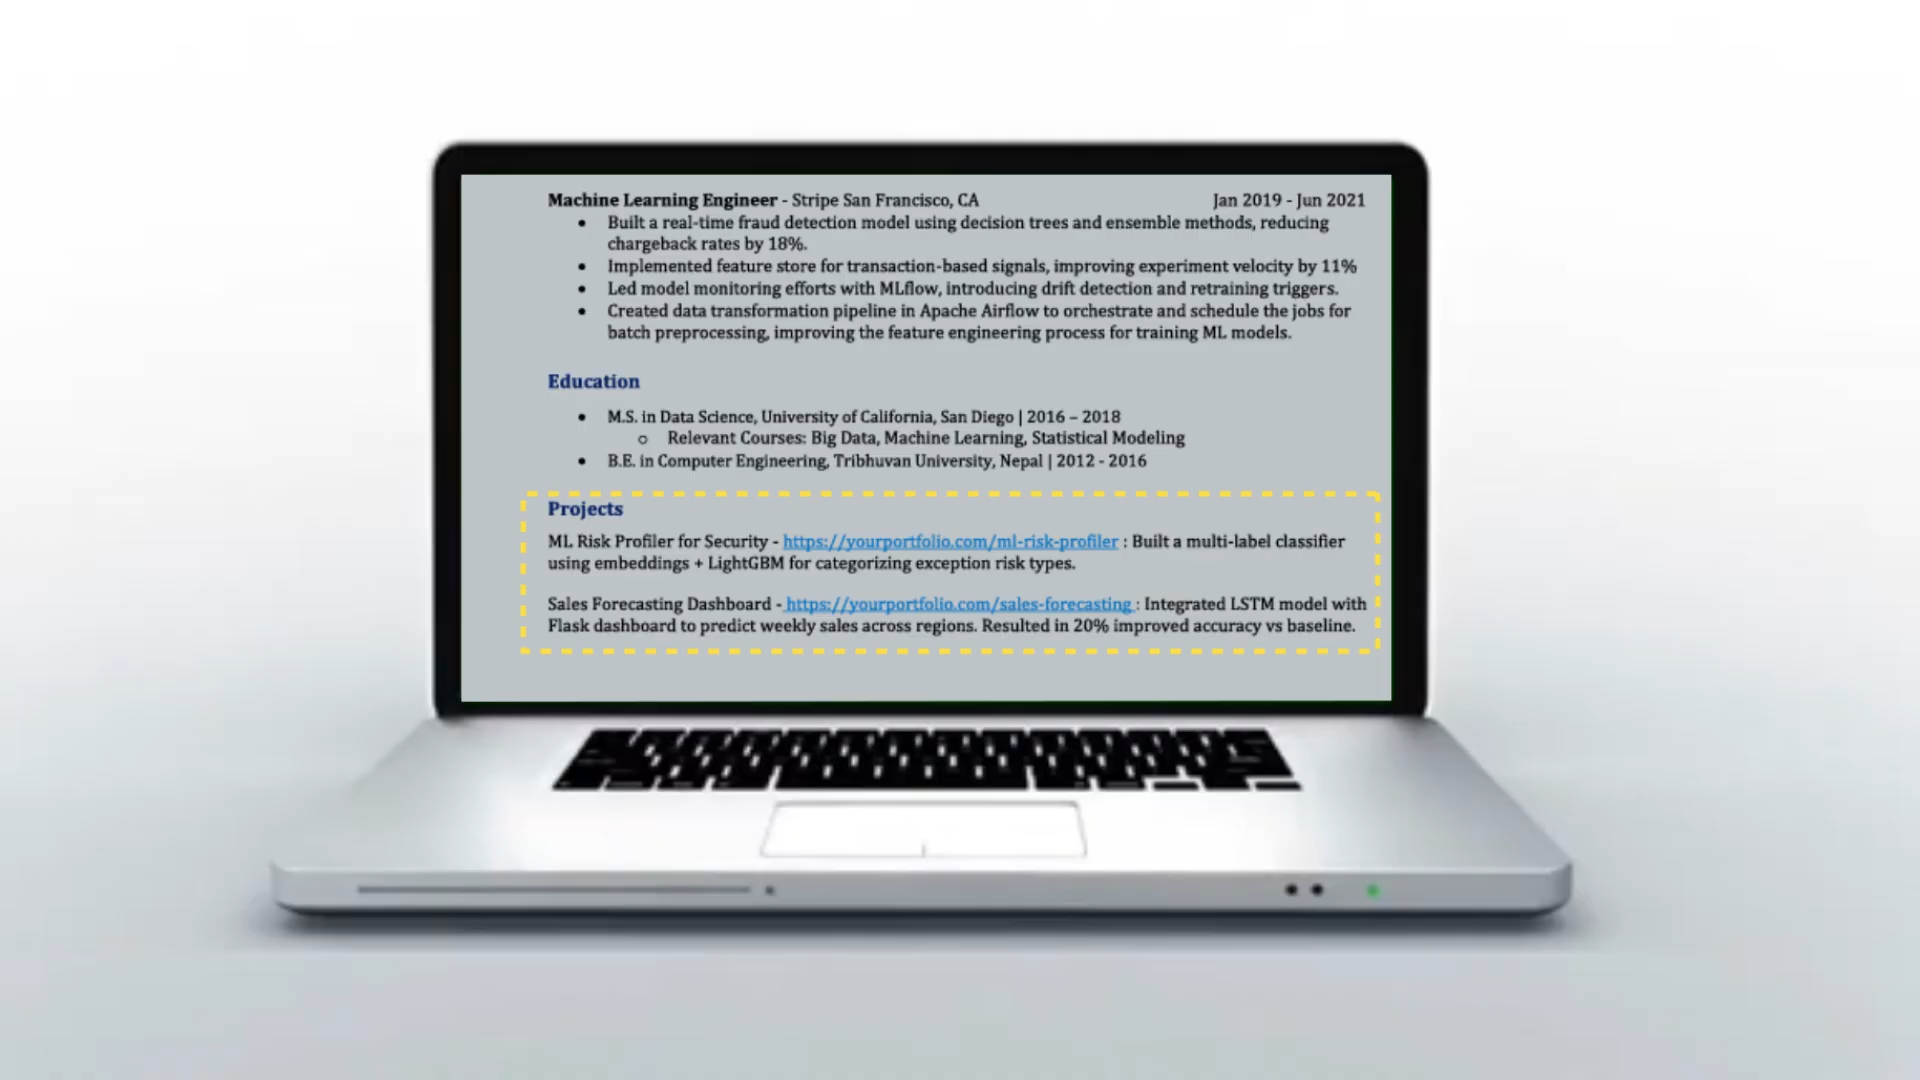 Machine Learning Engineer - Stripe San Francisco, CA Jan 2019 - Jun 2021
• Built a real-time fraud detection model using decision trees and ensemble methods, reducing
chargeback rates by 18%.
• Implemented feature store for transaction-based signals, improving experiment velocity by 11%
• Led model monitoring efforts with MLflow, introducing drift detection and retraining triggers.
• Created data transformation pipeline in Apache Airflow to orchestrate and schedule the jobs for
batch preprocessing, improving the feature engineering process for training ML models.
Education
• M.S. in Data Science, University of California, San Diego | 2016 – 2018
o Relevant Courses: Big Data, Machine Learning, Statistical Modeling
• B.E. in Computer Engineering, Tribhuvan University, Nepal | 2012 - 2016
Projects
ML Risk Profiler for Security - https://yourportfolio.com/ml-risk-profiler : Built a multi-label classifier
using embeddings + LightGBM for categorizing exception risk types.
Sales Forecasting Dashboard - https://yourportfolio.com/sales-forecasting : Integrated LSTM model with
Flask dashboard to predict weekly sales across regions. Resulted in 20% improved accuracy vs baseline.